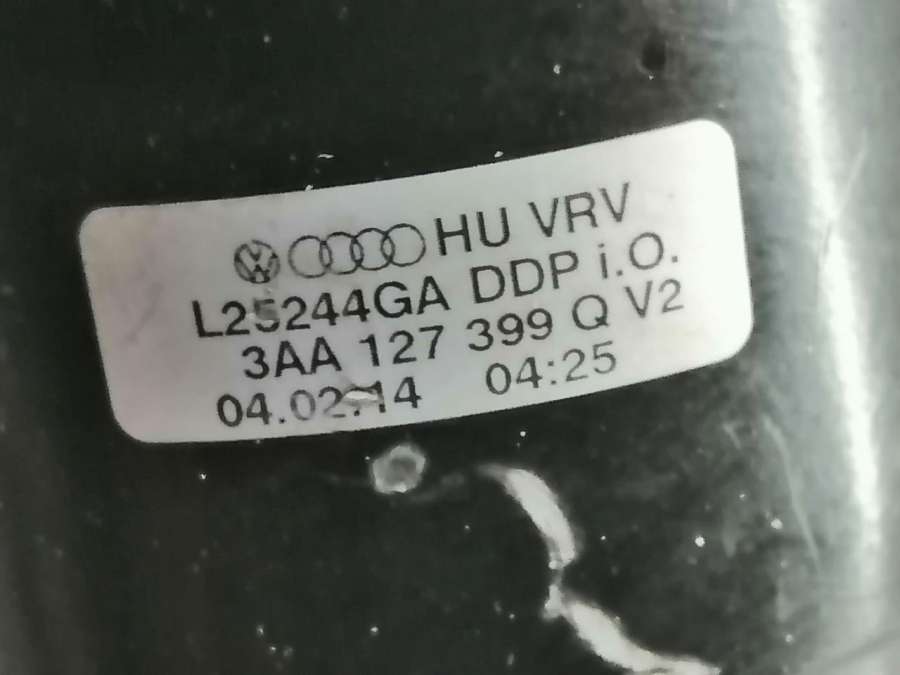 HU VRV
L25244GA DDP i.O.
3AA 127 399 Q V2
04.02.14 04:25